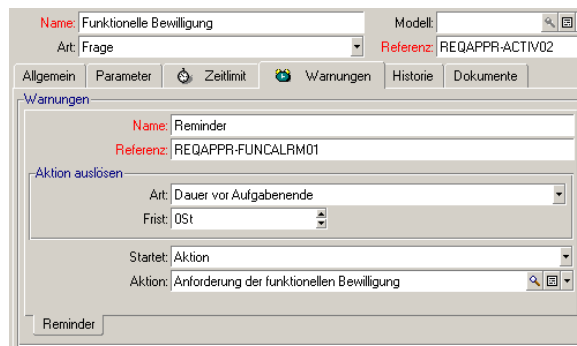 Name: Funktionelle Bewilligung Modell:
Art: Frage Referenz: REQAPPR-ACTIV02
Allgemein Parameter Zeitlimit Warnungen Historie Dokumente
Warnungen
Name: Reminder
Referenz: REQAPPR-FUNCALRM01
Aktion auslösen
Art: Dauer vor Aufgabenende
Frist: 0St
Startet: Aktion
Aktion: Anforderung der funktionellen Bewilligung
Reminder